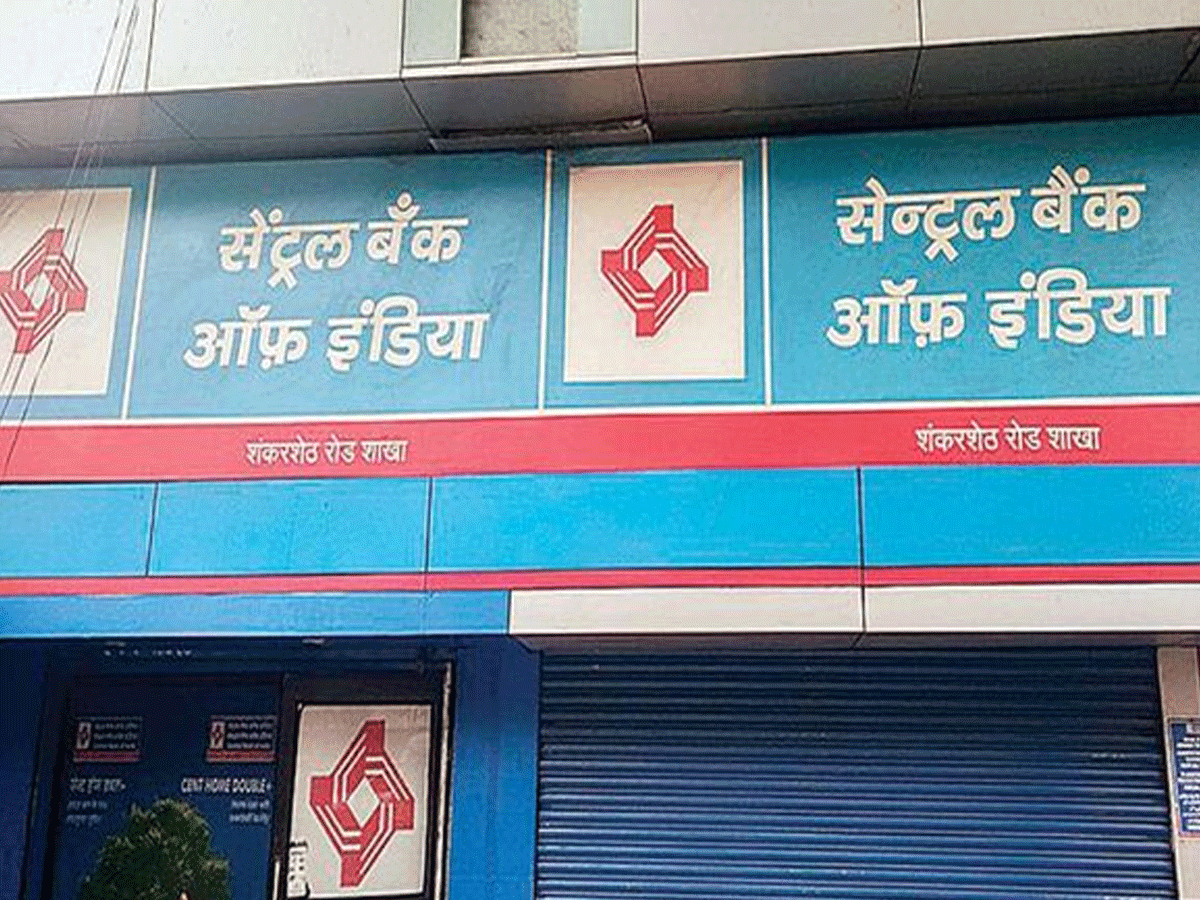 सेंट्रल बँक
ऑफ़ इंडिया
सेन्ट्रल बैंक
ऑफ़ इंडिया
शंकरशेठ रोड शाखा
शंकरशेठ रोड शाखा
CENT HOME DOUBLE+